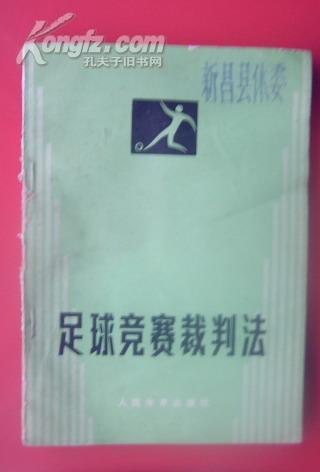 Kongfz.com
孔夫子旧书网
新昌县体委
足球竞赛裁判法
人民体育出版社